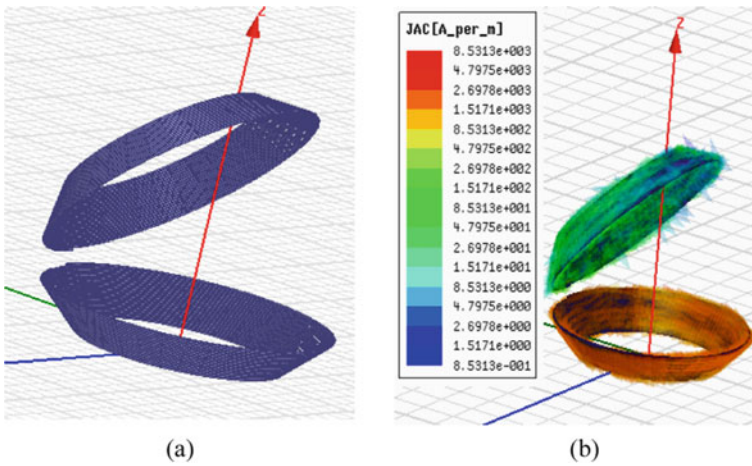 Z
Z
JAC[A_per_m]
8.5313e+003
4.7975e+003
2.6978e+003
1.5171e+003
8.5313e+002
4.7975e+002
2.6978e+002
1.5171e+002
8.5313e+001
4.7975e+001
2.6978e+001
1.5171e+001
8.5313e+000
4.7975e+000
2.6978e+000
1.5171e+000
8.5313e-001
(a)
(b)